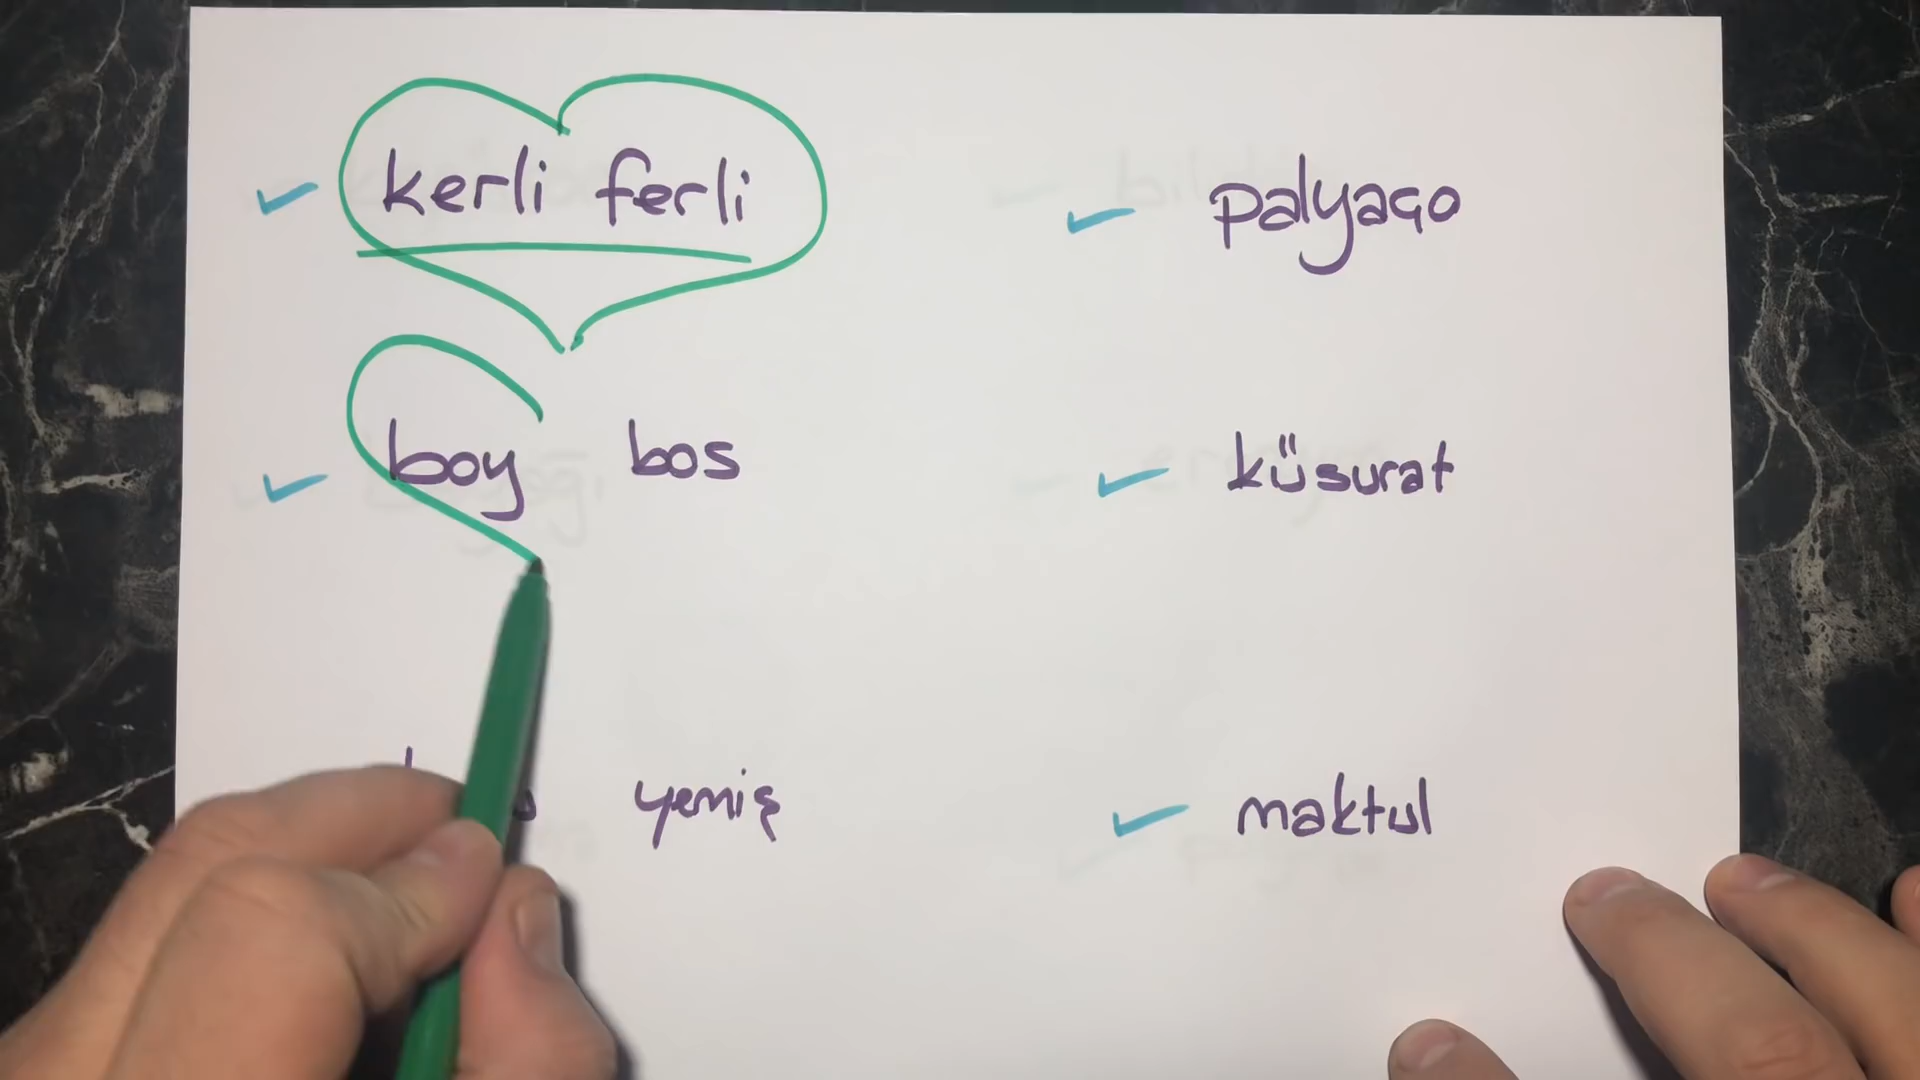 kerli ferli
boy bos
yemiş
palyaço
küsurat
maktul